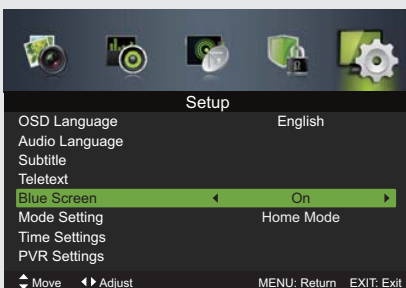 Setup
OSD Language English
Audio Language
Subtitle
Teletext
Blue Screen On
Mode Setting Home Mode
Time Settings
PVR Settings
Move Adjust MENU: Return EXIT: Exit